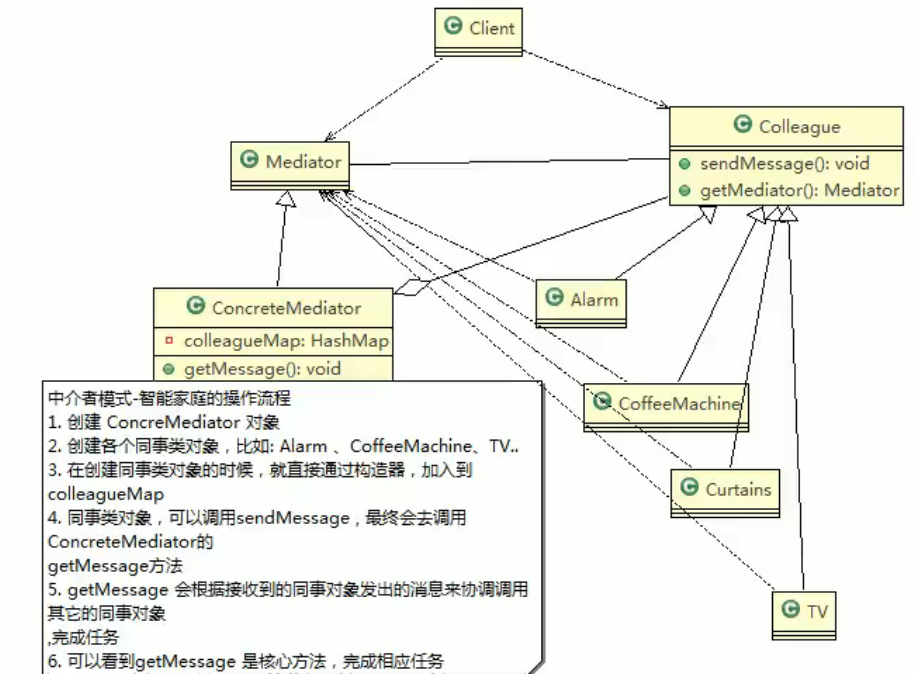 Client
Colleague
sendMessage(): void
getMediator(): Mediator
Mediator
ConcreteMediator
colleagueMap: HashMap
getMessage(): void
Alarm
CoffeeMachine
Curtains
TV
中介者模式-智能家庭的操作流程
1. 创建 ConcreMediator 对象
2. 创建各个同事类对象，比如: Alarm 、CoffeeMachine、TV..
3. 在创建同事类对象的时候，就直接通过构造器，加入到
colleagueMap
4. 同事类对象，可以调用sendMessage，最终会去调用
ConcreteMediator的
getMessage方法
5. getMessage 会根据接收到的同事对象发出的消息来协调调用
其它的同事对象
,完成任务
6. 可以看到getMessage 是核心方法，完成相应任务